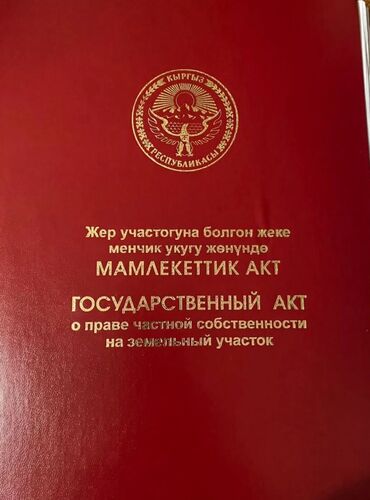 КЫРГЫЗ
РЕСПУБЛИКАСЫ
Жер участогуна болгон жеке
менчик укугу жөнүндө
МАМЛЕКЕТТИК АКТ
ГОСУДАРСТВЕННЫЙ АКТ
о праве частной собственности
на земельный участок